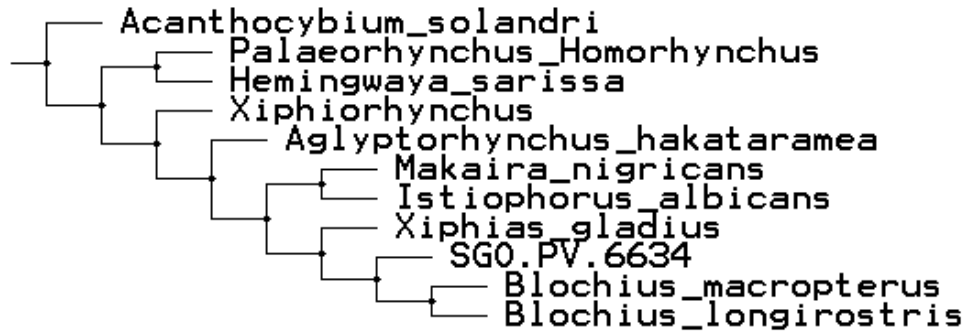 Acanthocybium_solandri
Palaeorhynchus_Homorhynchus
Hemingwaya_sarissa
Xiphiorhynchus
Aglyptorhynchus_hakataramea
Makaira_nigricans
Istiophorus_albicans
Xiphias_gladius
SGO.PV.6634
Blochius_macropterus
Blochius_longirostris